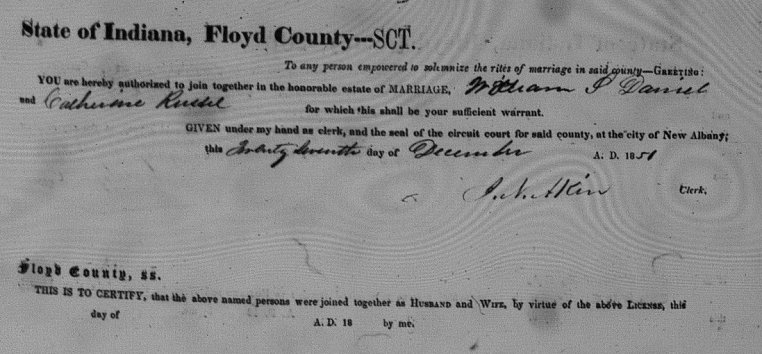 State of Indiana, Floyd County---SCT.
To any person empowered to solemnize the rites of marriage in said county—GREETING:
YOU are hereby authorized to join together in the honorable estate of MARRIAGE, William S Daniel
and Catherine Russel for which this shall be your sufficient warrant.
GIVEN under my hand as clerk, and the seal of the circuit court for said county, at the city of New Albany;
this Twenty Seventh day of December A. D. 1851
Clerk.
Floyd County, ss.
THIS IS TO CERTIFY, that the above named persons were joined together as HUSBAND and WIFE, by virtue of the above LICENSE, this
day of A. D. 18 by me.